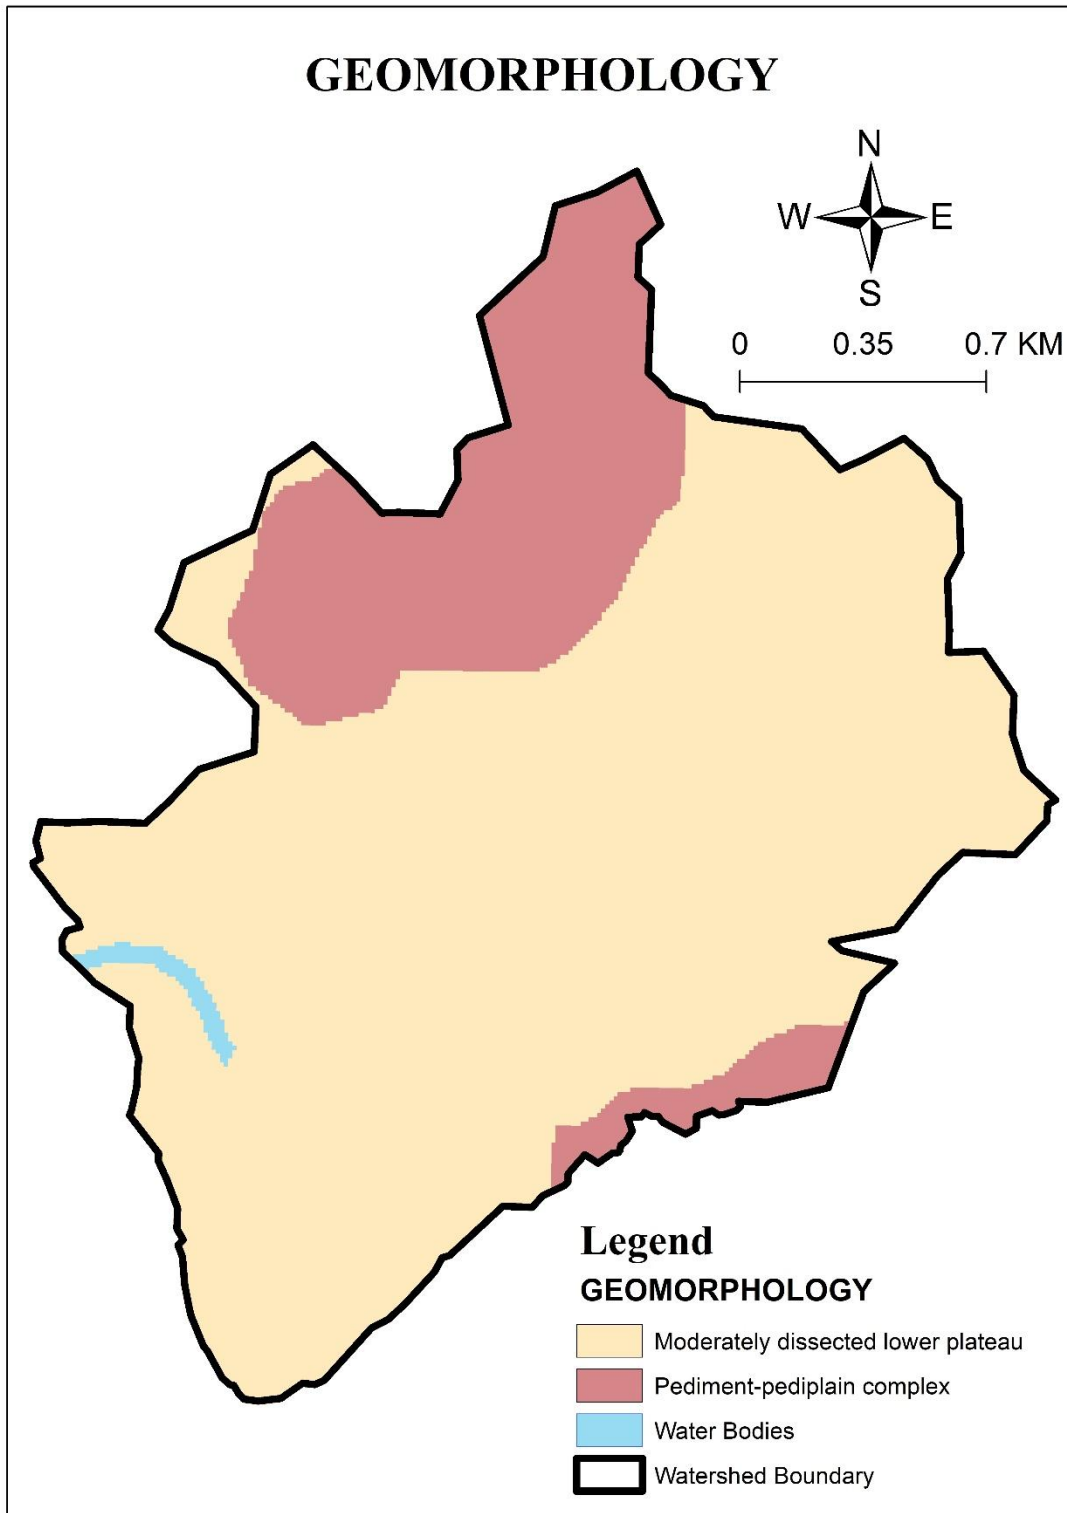 GEOMORPHOLOGY
N
W E
S
0 0.35 0.7 KM
Legend
GEOMORPHOLOGY
Moderately dissected lower plateau
Pediment-pediplain complex
Water Bodies
Watershed Boundary